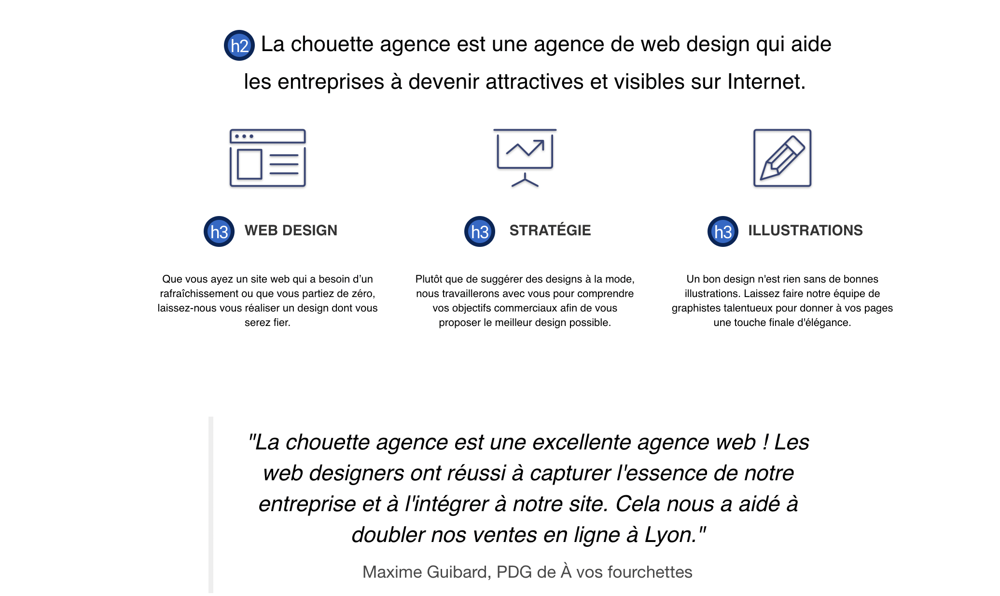 h2 La chouette agence est une agence de web design qui aide
les entreprises à devenir attractives et visibles sur Internet.
h3 WEB DESIGN
Que vous ayez un site web qui a besoin d’un
rafraîchissement ou que vous partiez de zéro,
laissez-nous vous réaliser un design dont vous
serez fier.
h3 STRATÉGIE
Plutôt que de suggérer des designs à la mode,
nous travaillerons avec vous pour comprendre
vos objectifs commerciaux afin de vous
proposer le meilleur design possible.
h3 ILLUSTRATIONS
Un bon design n'est rien sans de bonnes
illustrations. Laissez faire notre équipe de
graphistes talentueux pour donner à vos pages
une touche finale d'élégance.
"La chouette agence est une excellente agence web ! Les
web designers ont réussi à capturer l'essence de notre
entreprise et à l'intégrer à notre site. Cela nous a aidé à
doubler nos ventes en ligne à Lyon."
Maxime Guibard, PDG de À vos fourchettes